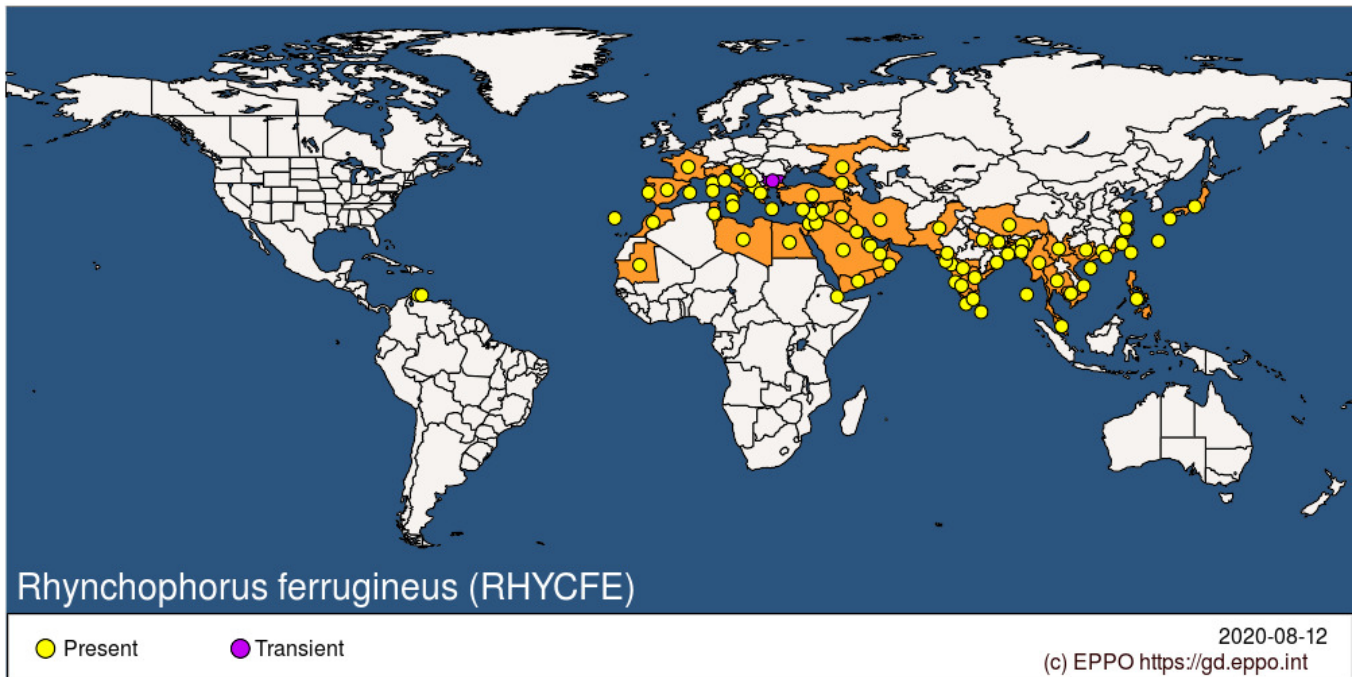 Rhynchophorus ferrugineus (RHYCFE)
Present
Transient
2020-08-12
(c) EPPO https://gd.eppo.int